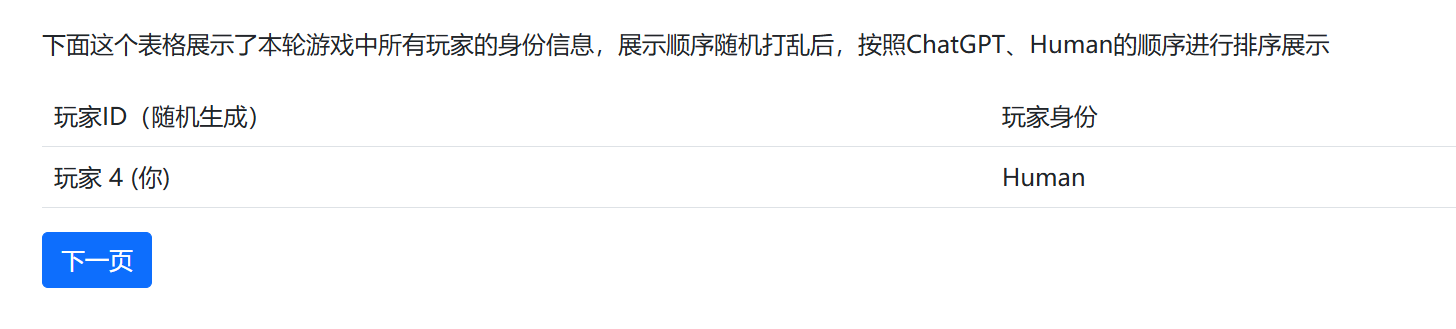 下面这个表格展示了本轮游戏中所有玩家的身份信息，展示顺序随机打乱后，按照ChatGPT、Human的顺序进行排序展示
玩家ID（随机生成） 玩家身份
玩家 4 (你) Human
下一页